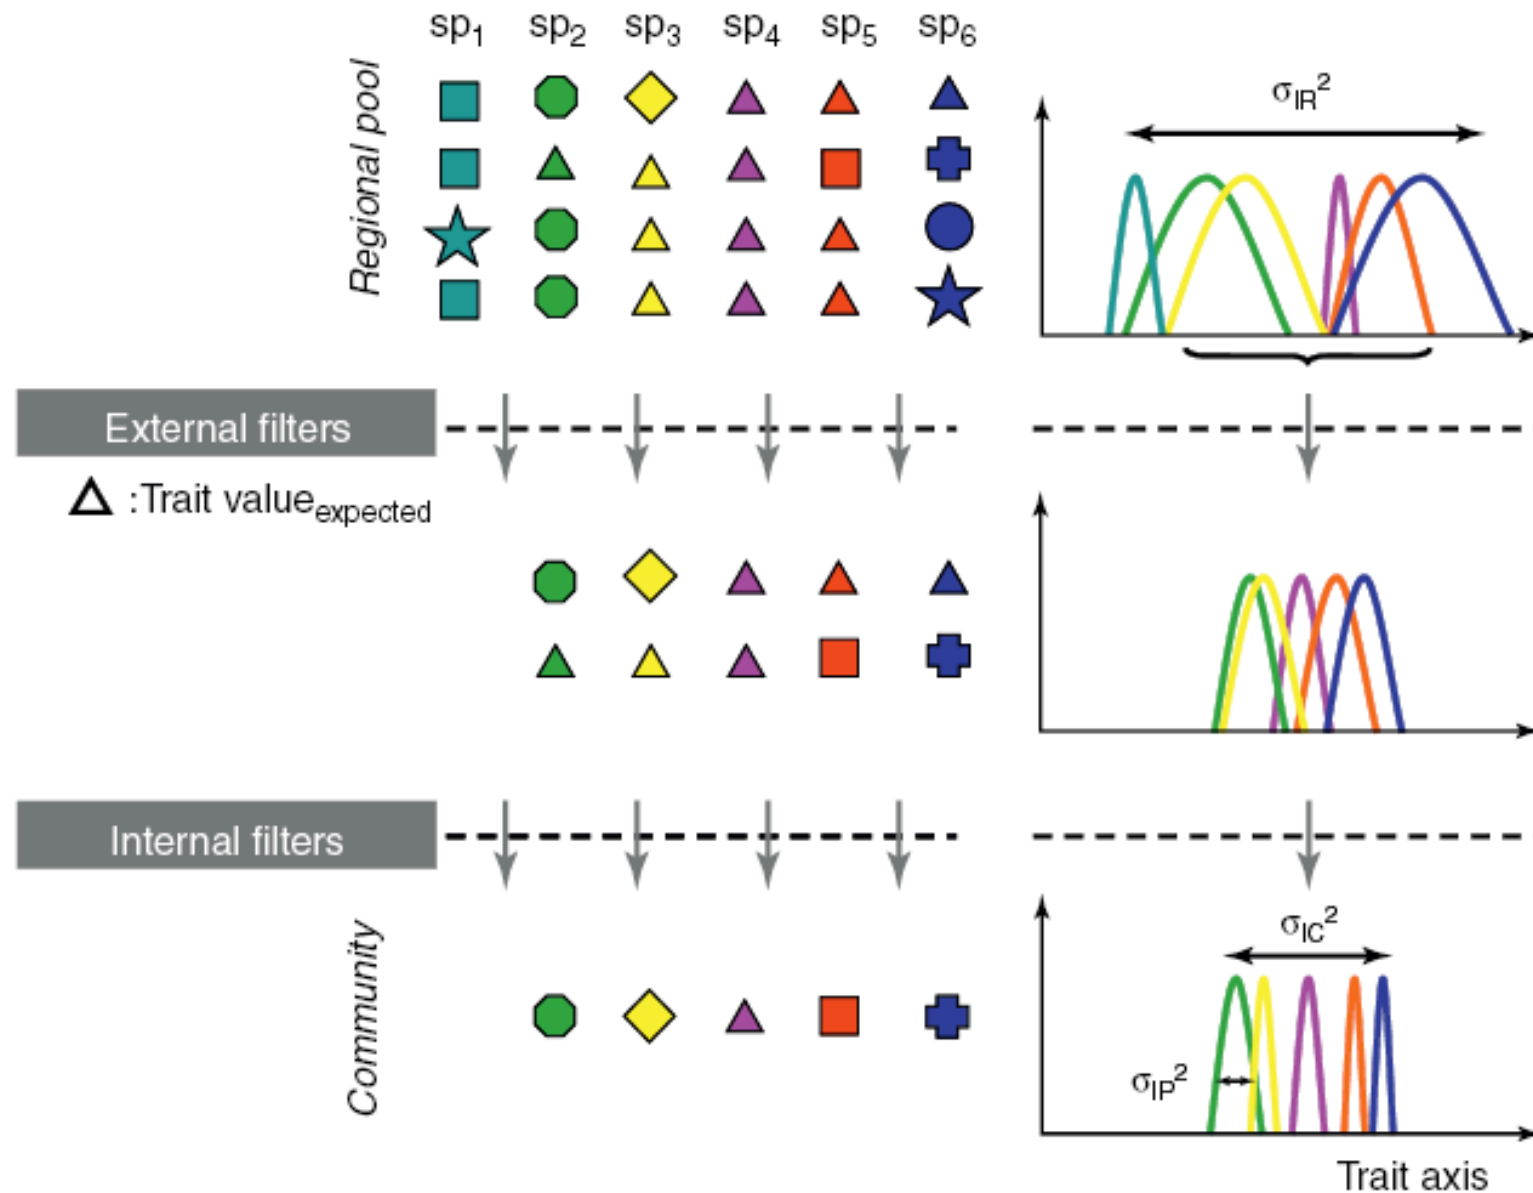 sp1 sp2 sp3 sp4 sp5 sp6
Regional pool
σIR2
External filters
: Trait valueexpected
Internal filters
Community
σIC2
σIP2
Trait axis